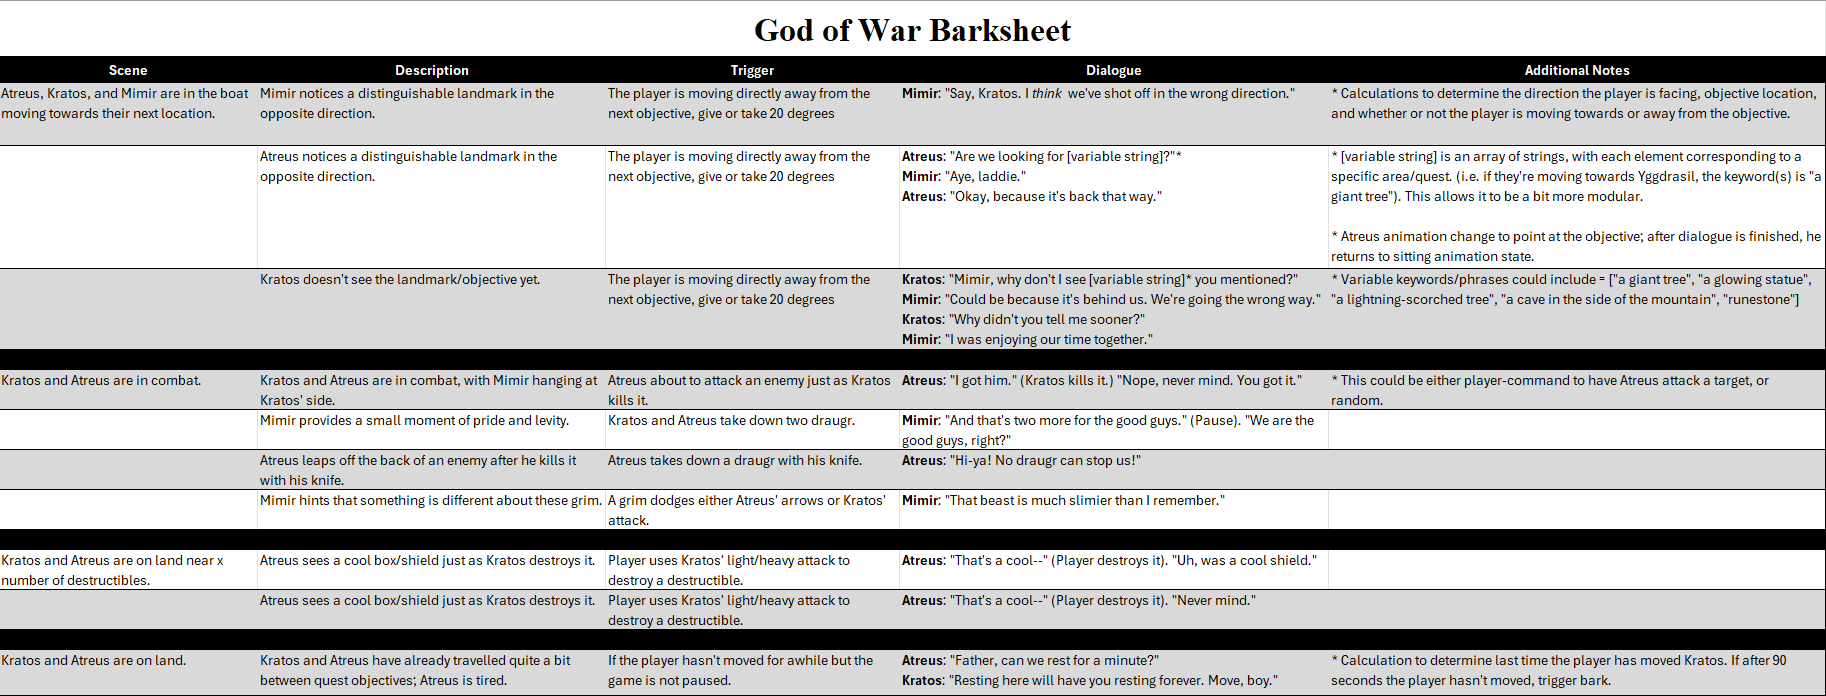 God of War Barksheet
Scene
Description
Trigger
Dialogue
Additional Notes
Atreus, Kratos, and Mimir are in the boat
moving towards their next location.
Mimir notices a distinguishable landmark in the
opposite direction.
The player is moving directly away from the
next objective, give or take 20 degrees
Mimir: "Say, Kratos. I think we've shot off in the wrong direction."
* Calculations to determine the direction the player is facing, objective location,
and whether or not the player is moving towards or away from the objective.
Atreus notices a distinguishable landmark in the
opposite direction.
The player is moving directly away from the
next objective, give or take 20 degrees
Atreus: "Are we looking for [variable string]?"*
Mimir: "Aye, laddie."
Atreus: "Okay, because it's back that way."
* [variable string] is an array of strings, with each element corresponding to a
specific area/quest. (i.e. if they're moving towards Yggdrasil, the keyword(s) is "a
giant tree"). This allows it to be a bit more modular.
* Atreus animation change to point at the objective; after dialogue is finished, he
returns to sitting animation state.
Kratos doesn't see the landmark/objective yet.
The player is moving directly away from the
next objective, give or take 20 degrees
Kratos: "Mimir, why don't I see [variable string]* you mentioned?"
Mimir: "Could be because it's behind us. We're going the wrong way."
Kratos: "Why didn't you tell me sooner?"
Mimir: "I was enjoying our time together."
* Variable keywords/phrases could include = ["a giant tree", "a glowing statue",
"a lightning-scorched tree", "a cave in the side of the mountain", "runestone"]
Kratos and Atreus are in combat.
Kratos and Atreus are in combat, with Mimir hanging at
Kratos' side.
Atreus about to attack an enemy just as Kratos
kills it.
Atreus: "I got him." (Kratos kills it.) "Nope, never mind. You got it."
* This could be either player-command to have Atreus attack a target, or
random.
Mimir provides a small moment of pride and levity.
Kratos and Atreus take down two draugr.
Mimir: "And that's two more for the good guys." (Pause). "We are the
good guys, right?"
Atreus leaps off the back of an enemy after he kills it
with his knife.
Atreus takes down a draugr with his knife.
Atreus: "Hi-ya! No draugr can stop us!"
Mimir hints that something is different about these grim.
A grim dodges either Atreus' arrows or Kratos'
attack.
Mimir: "That beast is much slimier than I remember."
Kratos and Atreus are on land near x
number of destructibles.
Atreus sees a cool box/shield just as Kratos destroys it.
Player uses Kratos' light/heavy attack to
destroy a destructible.
Atreus: "That's a cool--" (Player destroys it). "Uh, was a cool shield."
Atreus sees a cool box/shield just as Kratos destroys it.
Player uses Kratos' light/heavy attack to
destroy a destructible.
Atreus: "That's a cool--" (Player destroys it). "Never mind."
Kratos and Atreus are on land.
Kratos and Atreus have already travelled quite a bit
between quest objectives; Atreus is tired.
If the player hasn't moved for awhile but the
game is not paused.
Atreus: "Father, can we rest for a minute?"
Kratos: "Resting here will have you resting forever. Move, boy."
* Calculation to determine last time the player has moved Kratos. If after 90
seconds the player hasn't moved, trigger bark.